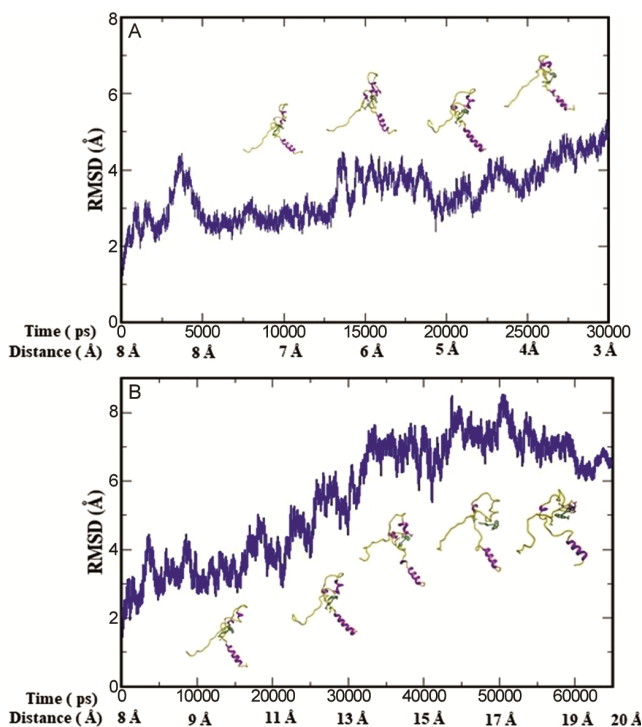 A
8
6
4
2
0
RMSD (Å)
0 5000 10000 15000 20000 25000 30000
Time ( ps)
Distance ( Å) 8 Å 8 Å 7 Å 6 Å 5 Å 4Å 3 Å
B
8
6
4
2
0
RMSD (Å)
0 10000 20000 30000 40000 50000 60000
Time (ps)
Distance (Å) 8 Å 9 Å 11 Å 13 Å 15 Å 17 Å 19 Å 20 Å